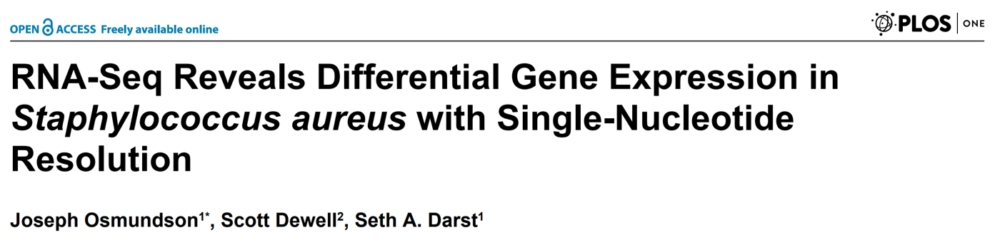 OPEN ACCESS Freely available online
PLOS ONE
RNA-Seq Reveals Differential Gene Expression in
Staphylococcus aureus with Single-Nucleotide
Resolution
Joseph Osmundson1*, Scott Dewell2, Seth A. Darst1